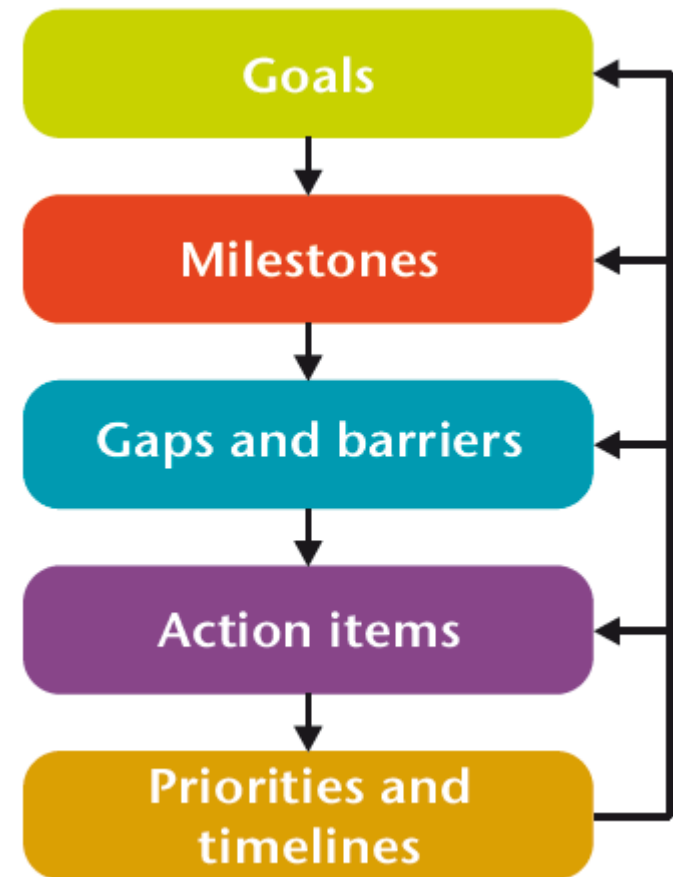 Goals
Milestones
Gaps and barriers
Action items
Priorities and
timelines